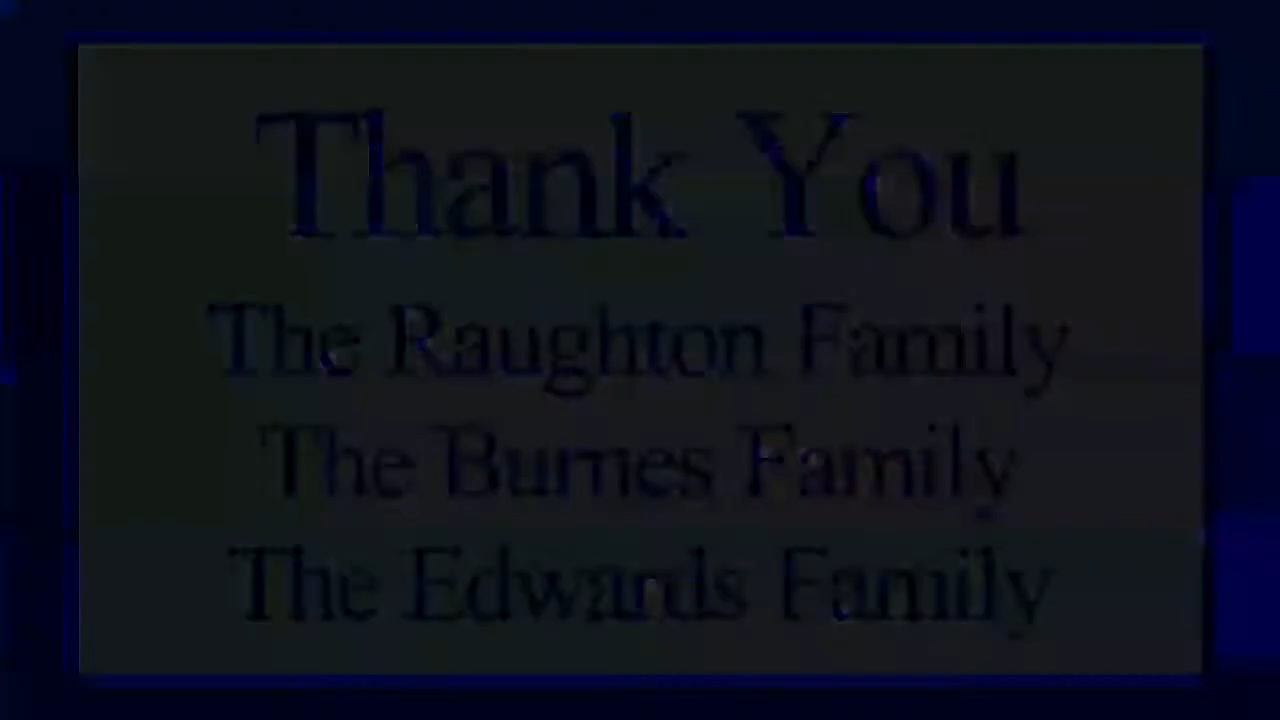 Thank You
The Raughton Family
The Burnes Family
The Edwards Family